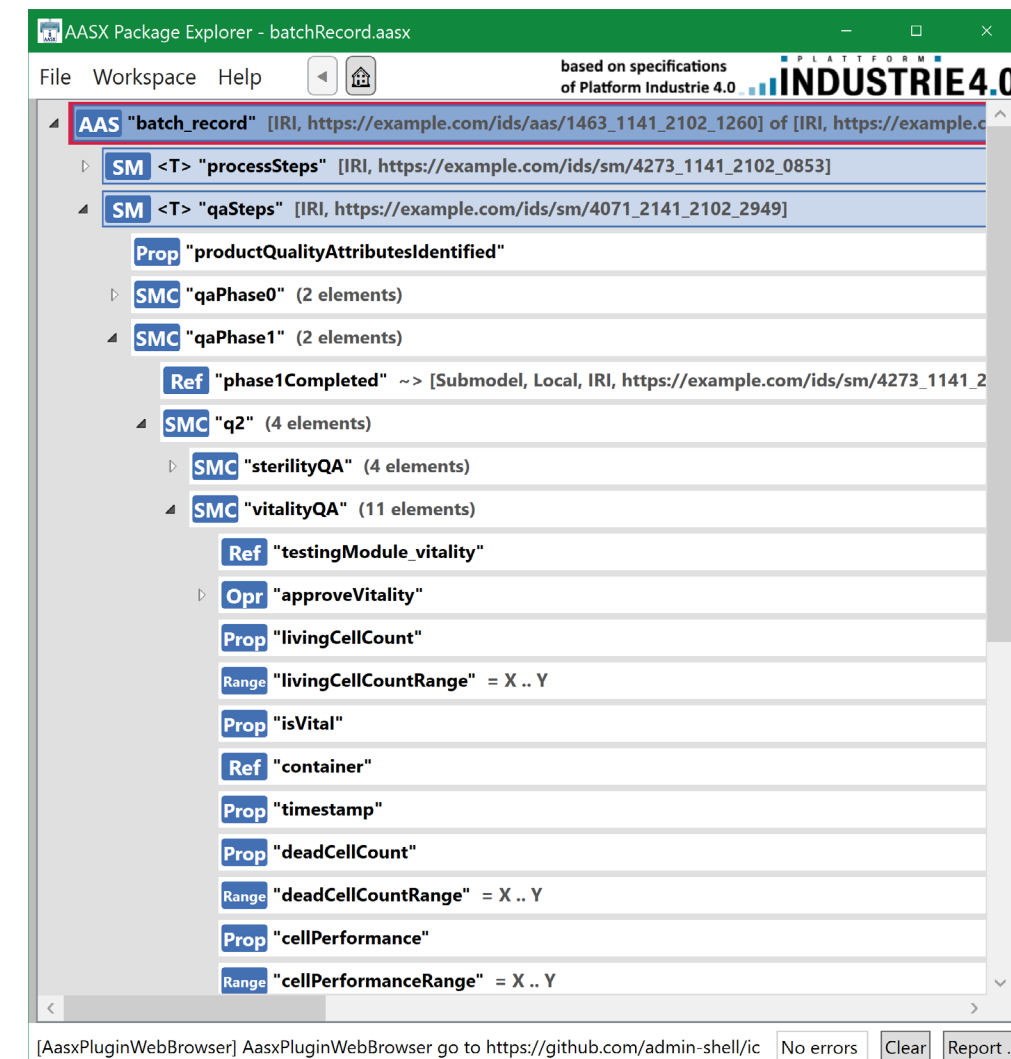 AASX Package Explorer - batchRecord.aasx
File Workspace Help
based on specifications
of Platform Industrie 4.0
PLATTFORM
INDUSTRIE4.0
AAS "batch_record" [IRI, https://example.com/ids/aas/1463_1141_2102_1260] of [IRI, https://example.c
SM <T> "processSteps" [IRI, https://example.com/ids/sm/4273_1141_2102_0853]
SM <T> "qaSteps" [IRI, https://example.com/ids/sm/4071_2141_2102_2949]
Prop "productQualityAttributesIdentified"
SMC "qaPhase0" (2 elements)
SMC "qaPhase1" (2 elements)
Ref "phase1Completed" ~> [Submodel, Local, IRI, https://example.com/ids/sm/4273_1141_2
SMC "q2" (4 elements)
SMC "sterilityQA" (4 elements)
SMC "vitalityQA" (11 elements)
Ref "testingModule_vitality"
Opr "approveVitality"
Prop "livingCellCount"
Range "livingCellCountRange" = X .. Y
Prop "isVital"
Ref "container"
Prop "timestamp"
Prop "deadCellCount"
Range "deadCellCountRange" = X .. Y
Prop "cellPerformance"
Range "cellPerformanceRange" = X .. Y
[AasxPluginWebBrowser] AasxPluginWebBrowser go to https://github.com/admin-shell/ic No errors Clear Report .